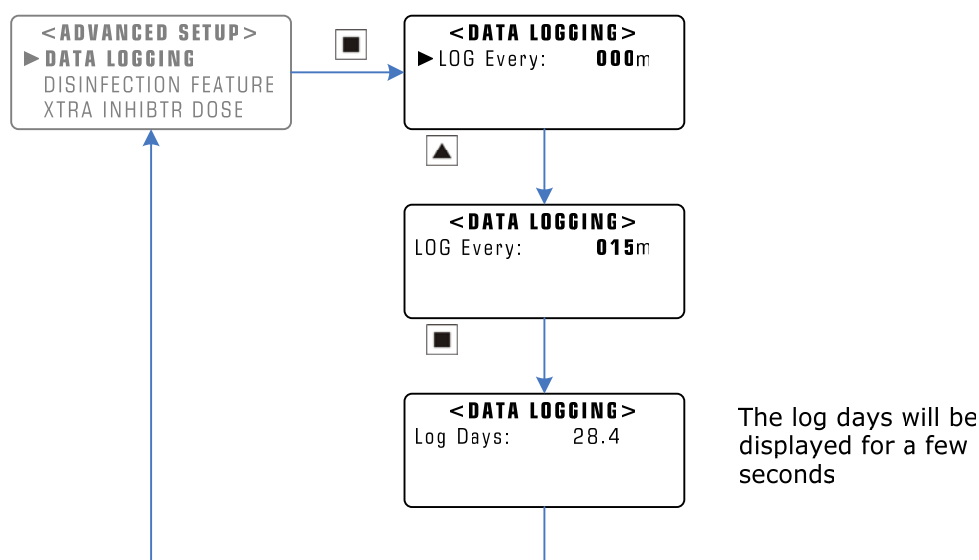 <ADVANCED SETUP>
▶DATA LOGGING
DISINFECTION FEATURE
XTRA INHIBTR DOSE
<DATA LOGGING>
▶LOG Every: 000m
<DATA LOGGING>
LOG Every: 015m
<DATA LOGGING>
Log Days: 28.4
The log days will be
displayed for a few
seconds